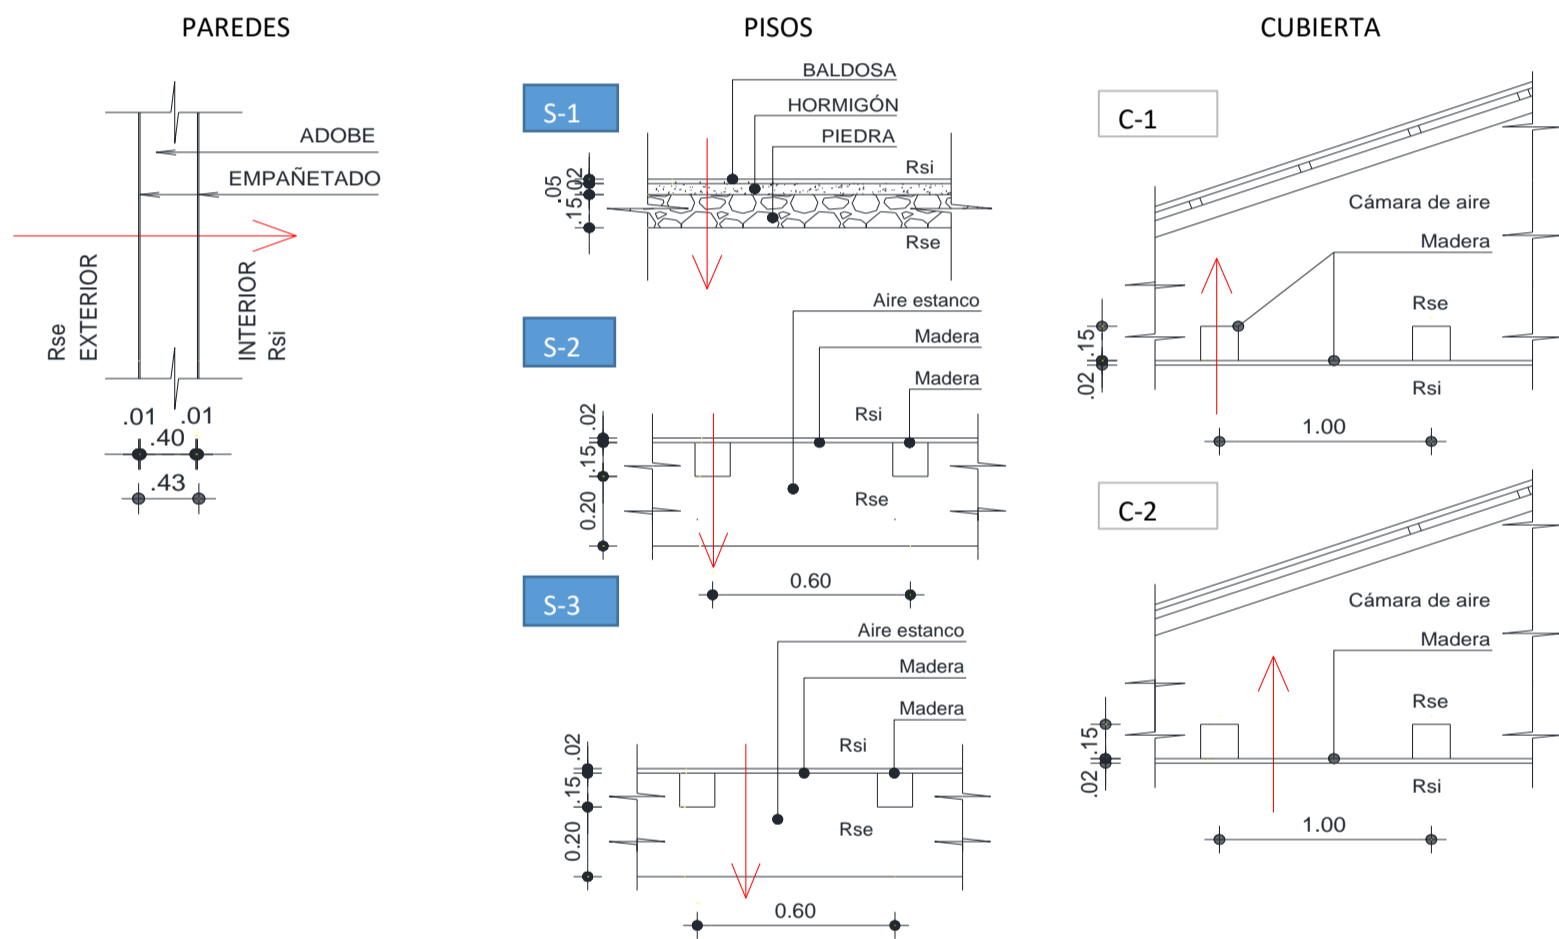 PAREDES
ADOBE
EMPAÑETADO
Rse
EXTERIOR
INTERIOR
Rsi
.01 .01
.40
.43
PISOS
S-1
BALDOSA
HORMIGÓN
PIEDRA
Rsi
.02
.05
.15
Rse
S-2
Aire estanco
Madera
Madera
Rsi
.02
.15
0.20
Rse
0.60
S-3
Aire estanco
Madera
Madera
Rsi
.02
.15
0.20
Rse
0.60
CUBIERTA
C-1
Cámara de aire
Madera
Rse
.15
.02
Rsi
1.00
C-2
Cámara de aire
Madera
Rse
.15
.02
Rsi
1.00